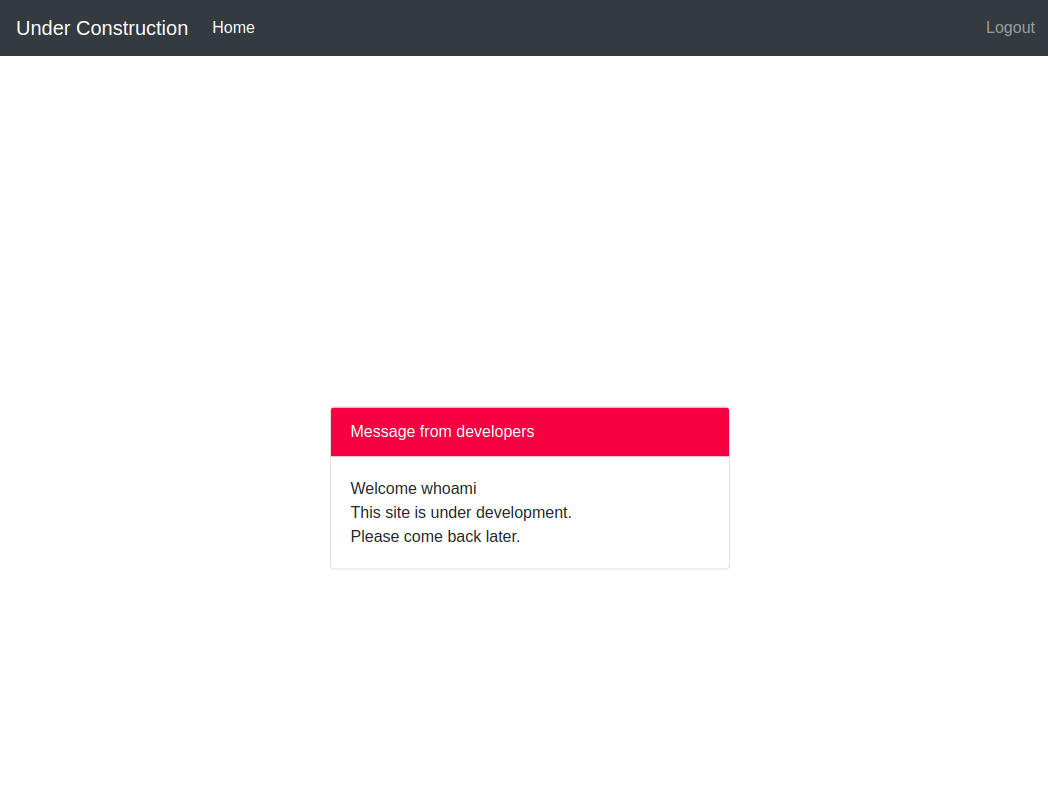 Under Construction Home Logout
Message from developers
Welcome whoami
This site is under development.
Please come back later.